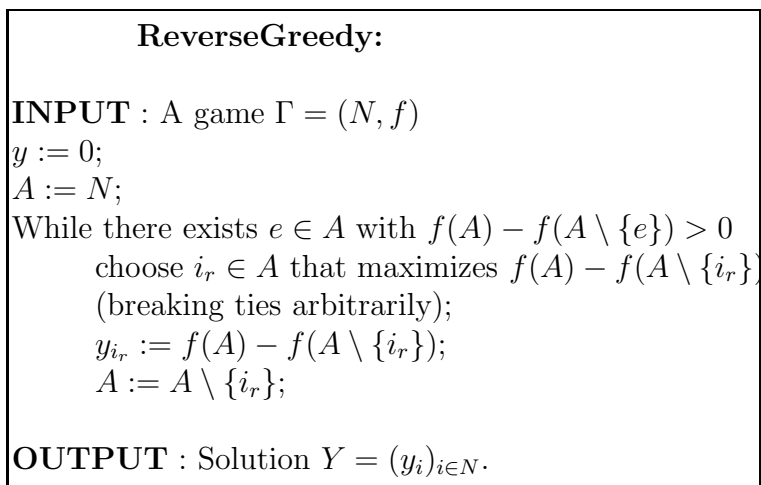 ReverseGreedy:
INPUT : A game Γ = (N, f)
y := 0;
A := N;
While there exists e ∈ A with f(A) − f(A \ {e}) > 0
choose i_r ∈ A that maximizes f(A) − f(A \ {i_r})
(breaking ties arbitrarily);
y_{i_r} := f(A) − f(A \ {i_r});
A := A \ {i_r};
OUTPUT : Solution Y = (y_i)_{i∈N}.